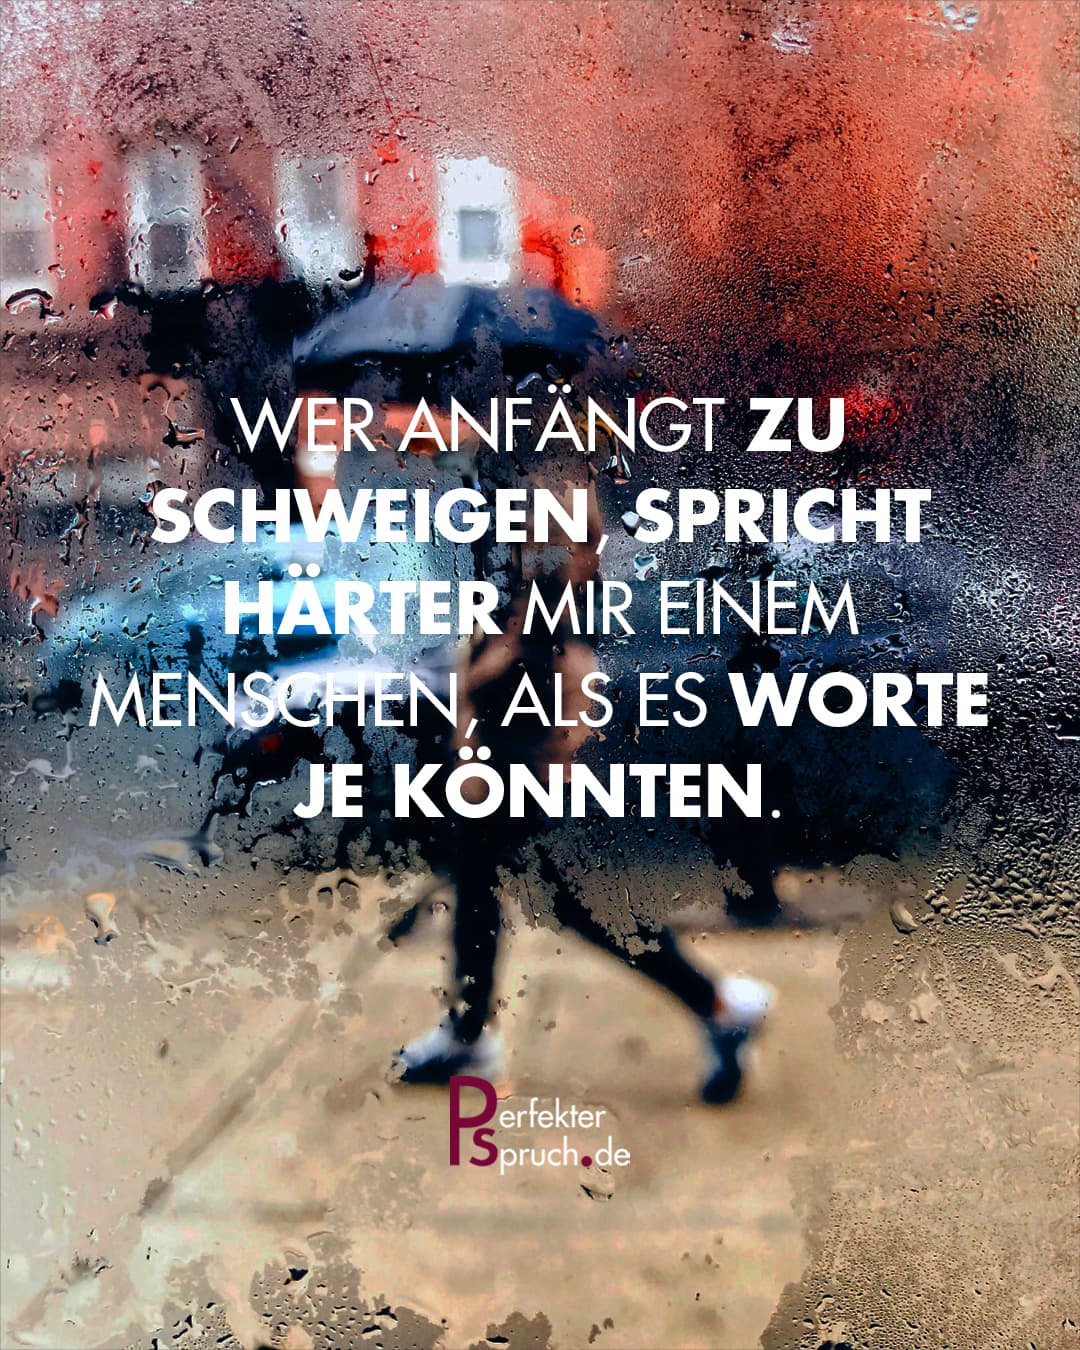 WER ANFÄNGT ZU
SCHWEIGEN, SPRICHT
HÄRTER MIR EINEM
MENSCHEN, ALS ES WORTE
JE KÖNNTEN.
Perfekter
Spruch.de